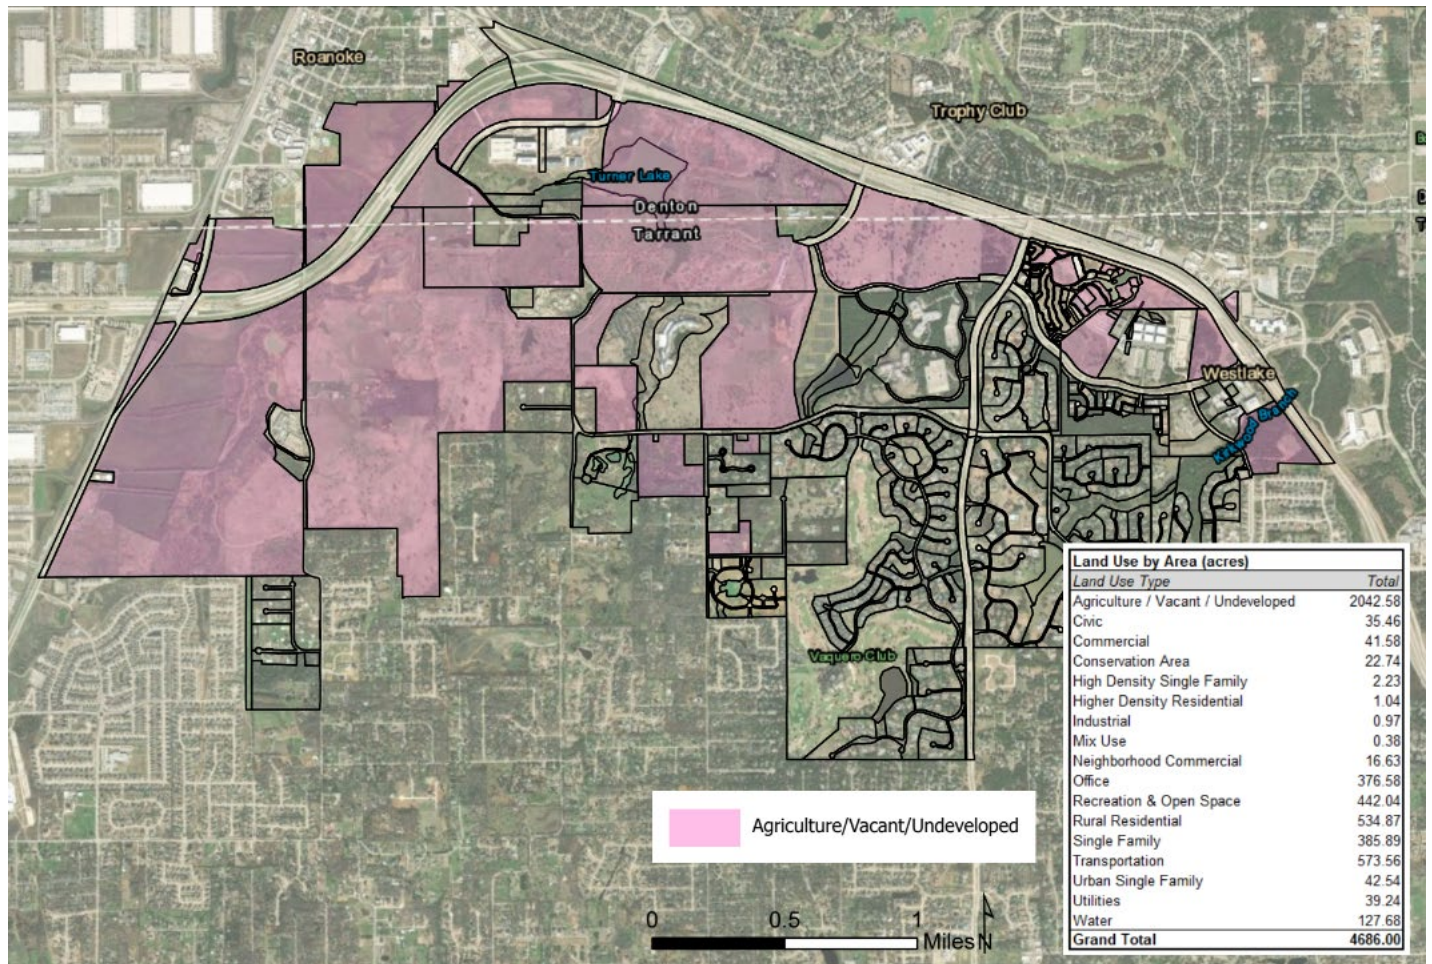 Roanoke
Trophy Club
Turner Lake
Denton
Tarrant
Westlake
Kirkwood Branch
Vaquero Club
Land Use by Area (acres)
Land Use Type Total
Agriculture / Vacant / Undeveloped 2042.58
Civic 35.46
Commercial 41.58
Conservation Area 22.74
High Density Single Family 2.23
Higher Density Residential 1.04
Industrial 0.97
Mix Use 0.38
Neighborhood Commercial 16.63
Office 376.58
Recreation & Open Space 442.04
Rural Residential 534.87
Single Family 385.89
Transportation 573.56
Urban Single Family 42.54
Utilities 39.24
Water 127.68
Grand Total 4686.00
Agriculture/Vacant/Undeveloped
0 0.5 1
Miles N